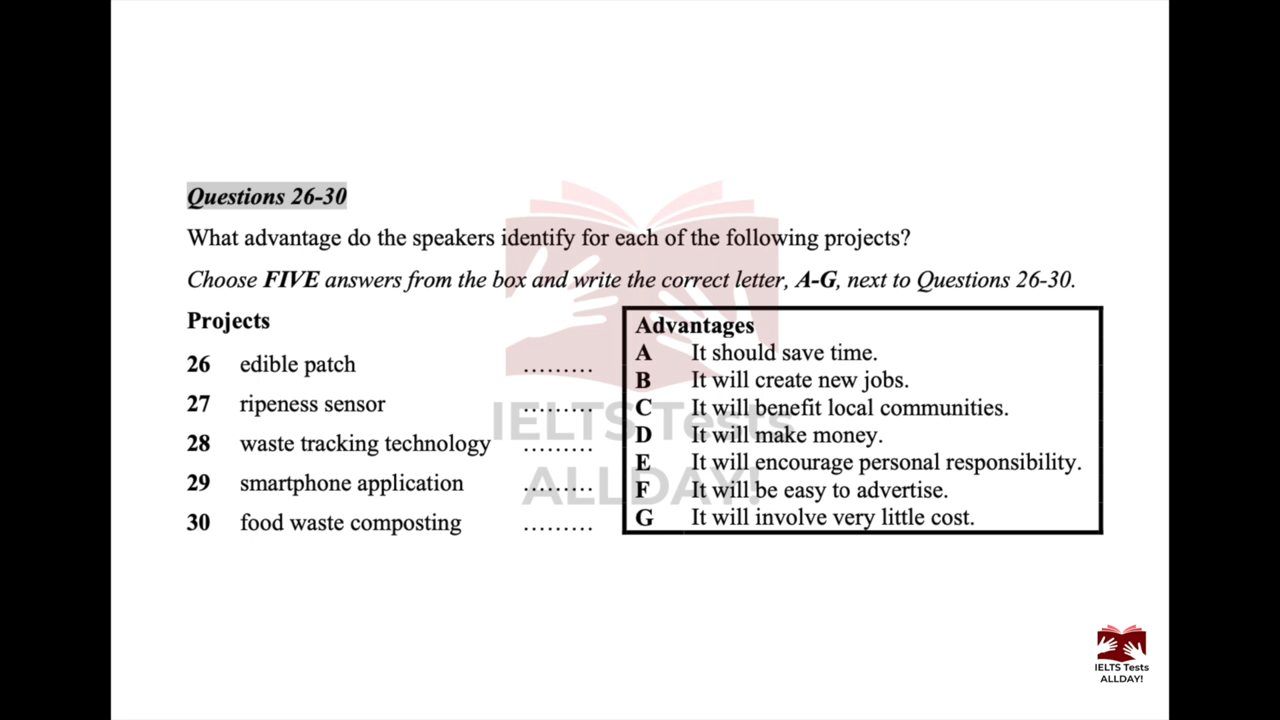 Questions 26-30
What advantage do the speakers identify for each of the following projects?
Choose FIVE answers from the box and write the correct letter, A-G, next to Questions 26-30.
Projects
26 edible patch .........
27 ripeness sensor .........
28 waste tracking technology .........
29 smartphone application .........
30 food waste composting .........
Advantages
A It should save time.
B It will create new jobs.
C It will benefit local communities.
D It will make money.
E It will encourage personal responsibility.
F It will be easy to advertise.
G It will involve very little cost.
IELTS Tests
ALLDAY!
IELTS Tests
ALLDAY!